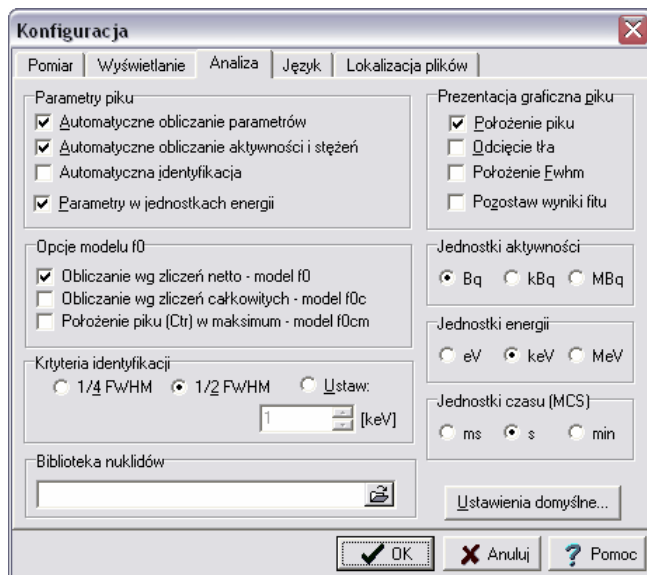 Konfiguracja
Pomiar Wyświetlanie Analiza Język Lokalizacja plików
Parametry piku
Automatyczne obliczanie parametrów
Automatyczne obliczanie aktywności i stężeń
Automatyczna identyfikacja
Parametry w jednostkach energii
Prezentacja graficzna piku
Położenie piku
Odcięcie tła
Położenie Fwhm
Pozostaw wyniki fitu
Opcje modelu f0
Obliczanie wg zliczeń netto - model f0
Obliczanie wg zliczeń całkowitych - model f0c
Położenie piku (Ctr) w maksimum - model f0cm
Jednostki aktywności
Bq kBq MBq
Jednostki energii
eV keV MeV
Krtyteria identyfikacji
1/4 FWHM 1/2 FWHM Ustaw:
1 [keV]
Jednostki czasu (MCS)
ms s min
Biblioteka nuklidów
Ustawienia domyślne...
OK Anuluj ? Pomoc